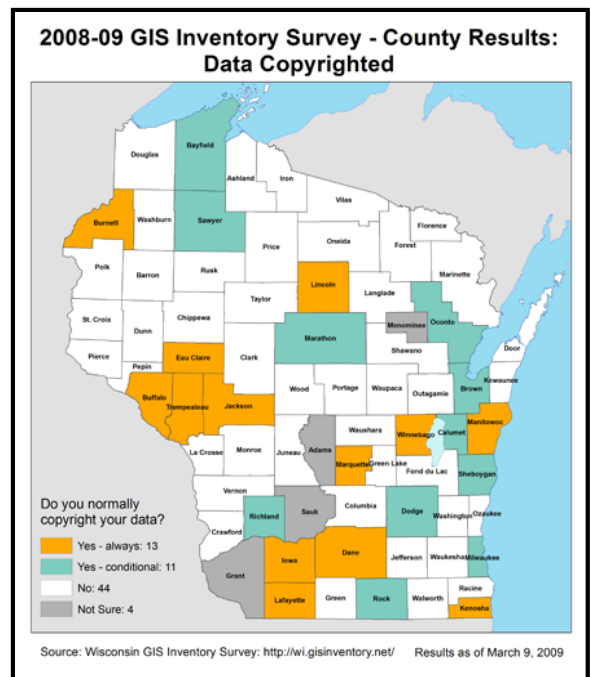 2008-09 GIS Inventory Survey - County Results:
Data Copyrighted
Bayfield
Douglas
Ashland
Iron
Vilas
Burnett
Washburn
Sawyer
Florence
Oneida
Forest
Price
Polk
Barron
Rusk
Marinette
Lincoln
Langlade
Taylor
St. Croix
Chippewa
Dunn
Menominee
Oconto
Marathon
Shawano
Pierce
Eau Claire
Clark
Door
Pepin
Kewaunee
Wood
Portage
Waupaca
Brown
Outagamie
Buffalo
Trempealeau
Jackson
Manitowoc
Waushara
Winnebago
Calumet
La Crosse
Monroe
Juneau
Adams
Marquette
Green Lake
Fond du Lac
Sheboygan
Vernon
Columbia
Dodge
Richland
Sauk
Washington
Ozaukee
Crawford
Dane
Iowa
Jefferson
Waukesha
Milwaukee
Grant
Racine
Lafayette
Green
Rock
Walworth
Kenosha
Do you normally
copyright your data?
Yes - always: 13
Yes - conditional: 11
No: 44
Not Sure: 4
Source: Wisconsin GIS Inventory Survey: http://wi.gisinventory.net/ Results as of March 9, 2009